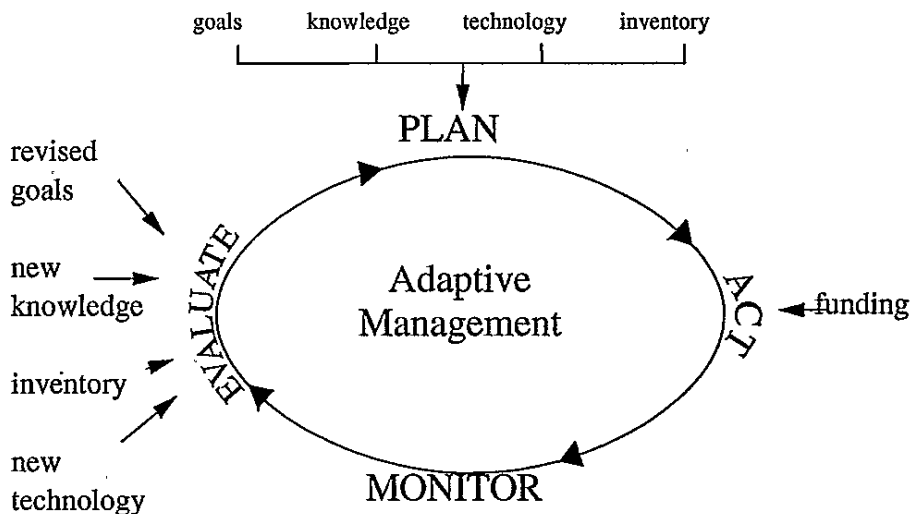 goals knowledge technology inventory
PLAN
revised
goals
new
knowledge
inventory
new
technology
EVALUATE
Adaptive
Management
ACT
funding
MONITOR